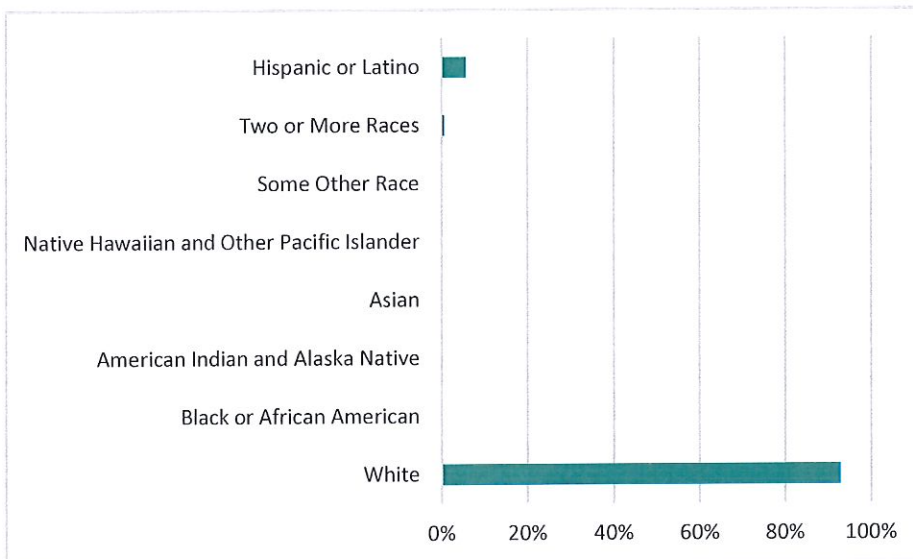 Hispanic or Latino
Two or More Races
Some Other Race
Native Hawaiian and Other Pacific Islander
Asian
American Indian and Alaska Native
Black or African American
White
0% 20% 40% 60% 80% 100%